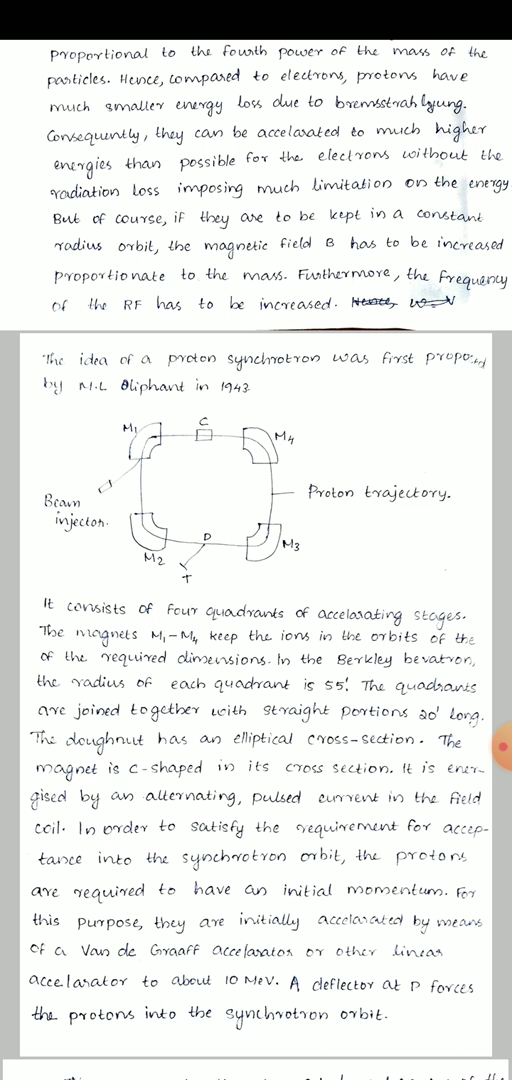 proportional to the fourth power of the mass of the
particles. Hence, compared to electrons, protons have
much smaller energy loss due to bremsstrahlyung.
Consequently, they can be accelarated to much higher
energies than possible for the electrons without the
radiation loss imposing much limitation on the energy.
But of course, if they are to be kept in a constant
radius orbit, the magnetic field B has to be increased
proportionate to the mass. Furthermore, the frequency
of the RF has to be increased.
The idea of a proton synchrotron was first proposed
by M.L Oliphant in 1943.
M1
C
M4
Beam
injector.
Proton trajectory.
M2
P
M3
T
It consists of four quadrants of accelarating stages.
The magnets M1-M4 keep the ions in the orbits of the
of the required dimensions. In the Berkley bevatron,
the radius of each quadrant is 55'. The quadrants
are joined together with straight portions 20' long.
The doughnut has an elliptical cross-section. The
magnet is c-shaped in its cross section. It is ener-
gised by an alternating, pulsed current in the field
coil. In order to satisfy the requirement for accep-
tance into the synchrotron orbit, the protons
are required to have an initial momentum. For
this purpose, they are initially accelarated by means
of a Van de Graaff accelarator or other linear
accelarator to about 10 MeV. A deflector at P forces
the protons into the synchrotron orbit.